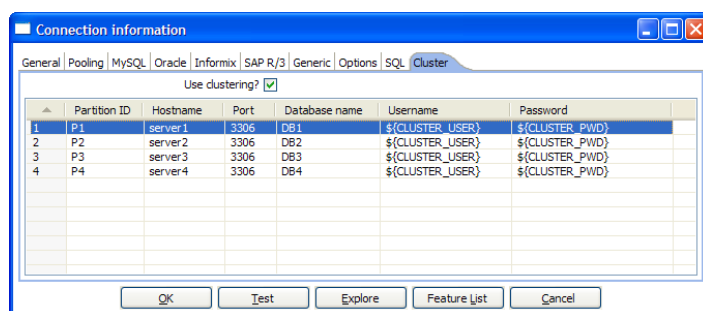 Connection information
General Pooling MySQL Oracle Informix SAP R/3 Generic Options SQL Cluster
Use clustering?
Partition ID Hostname Port Database name Username Password
1 P1 server1 3306 DB1 ${CLUSTER_USER} ${CLUSTER_PWD}
2 P2 server2 3306 DB2 ${CLUSTER_USER} ${CLUSTER_PWD}
3 P3 server3 3306 DB3 ${CLUSTER_USER} ${CLUSTER_PWD}
4 P4 server4 3306 DB4 ${CLUSTER_USER} ${CLUSTER_PWD}
OK Test Explore Feature List Cancel